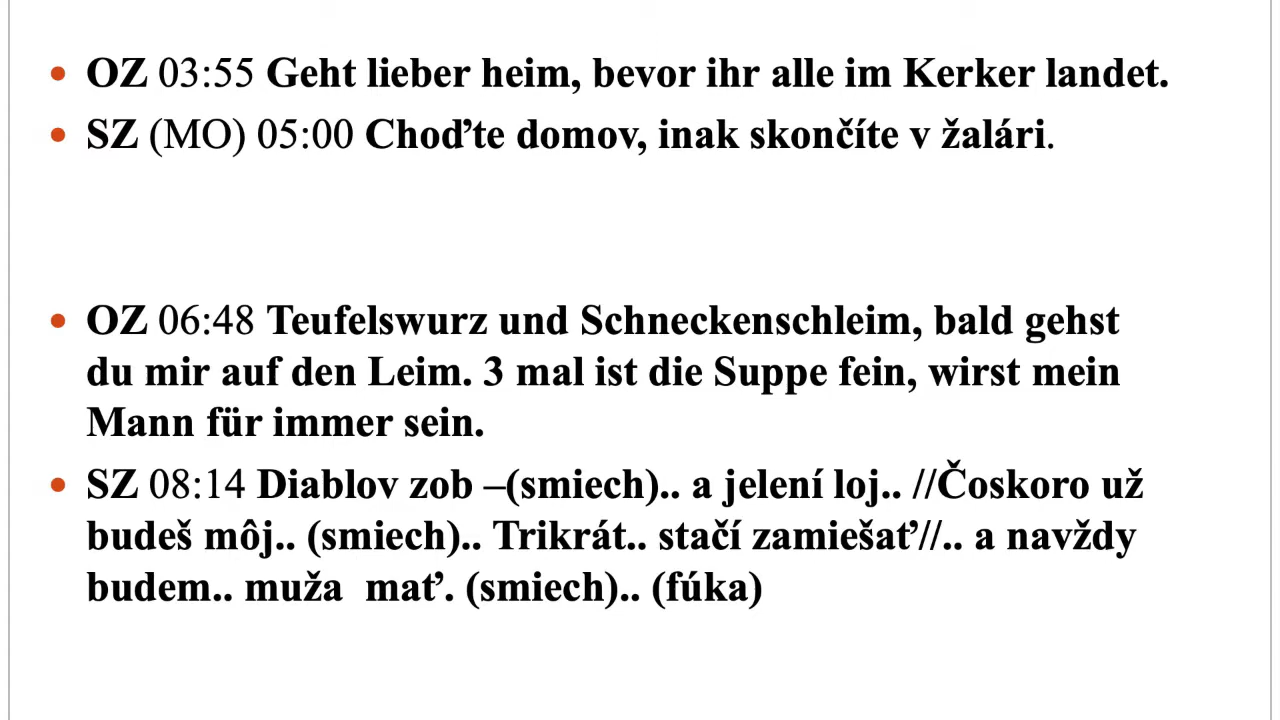 • OZ 03:55 Geht lieber heim, bevor ihr alle im Kerker landet.
• SZ (MO) 05:00 Choďte domov, inak skončíte v žalári.
• OZ 06:48 Teufelswurz und Schneckenschleim, bald gehst
du mir auf den Leim. 3 mal ist die Suppe fein, wirst mein
Mann für immer sein.
• SZ 08:14 Diablov zob –(smiech).. a jelení loj.. //Čoskoro už
budeš môj.. (smiech).. Trikrát.. stačí zamiešať//.. a navždy
budem.. muža  mať. (smiech).. (fúka)